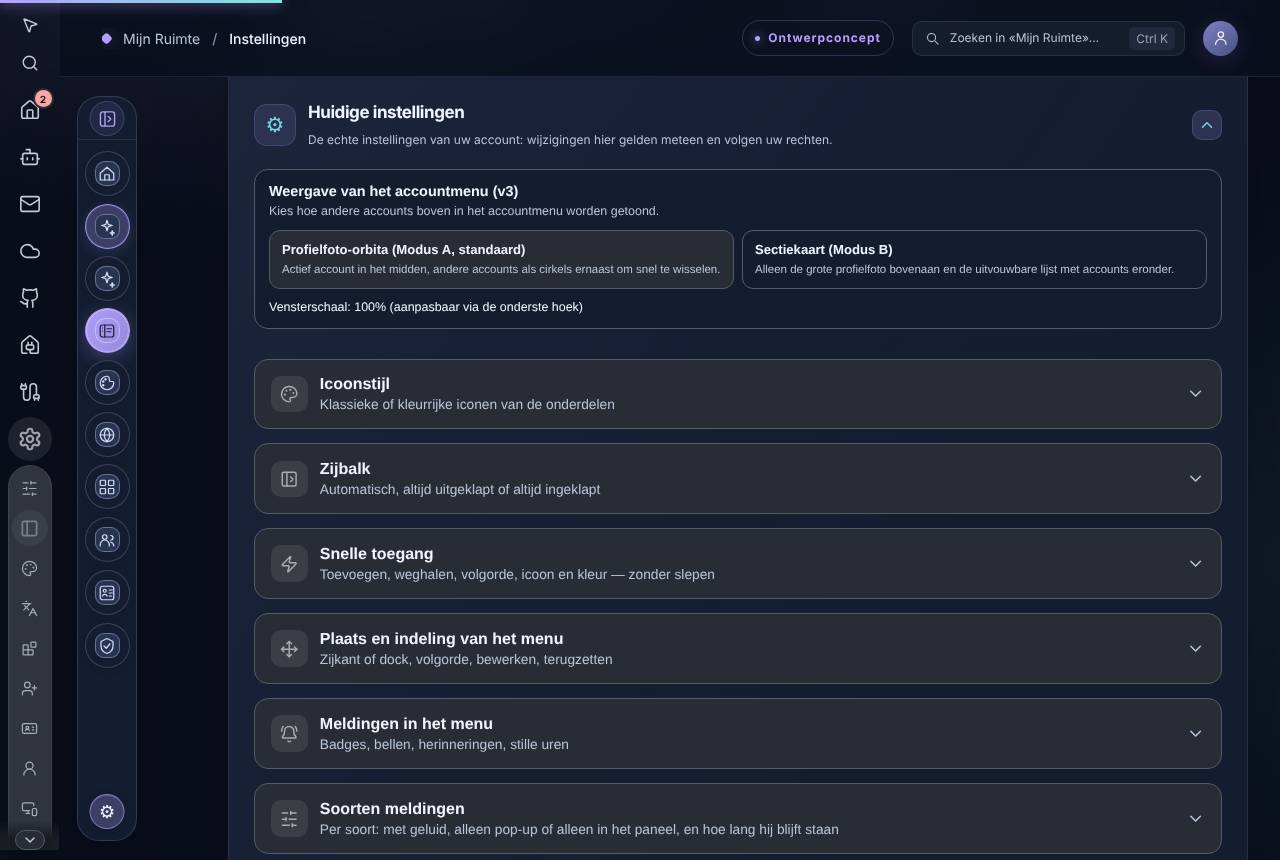 Mijn Ruimte / Instellingen
Ontwerpconcept
Zoeken in «Mijn Ruimte»... Ctrl K
2
Huidige instellingen
De echte instellingen van uw account: wijzigingen hier gelden meteen en volgen uw rechten.
Weergave van het accountmenu (v3)
Kies hoe andere accounts boven in het accountmenu worden getoond.
Profielfoto-orbita (Modus A, standaard)
Actief account in het midden, andere accounts als cirkels ernaast om snel te wisselen.
Sectiekaart (Modus B)
Alleen de grote profielfoto bovenaan en de uitvouwbare lijst met accounts eronder.
Vensterschaal: 100% (aanpasbaar via de onderste hoek)
Icoonstijl
Klassieke of kleurrijke iconen van de onderdelen
Zijbalk
Automatisch, altijd uitgeklapt of altijd ingeklapt
Snelle toegang
Toevoegen, weghalen, volgorde, icoon en kleur — zonder slepen
Plaats en indeling van het menu
Zijkant of dock, volgorde, bewerken, terugzetten
Meldingen in het menu
Badges, bellen, herinneringen, stille uren
Soorten meldingen
Per soort: met geluid, alleen pop-up of alleen in het paneel, en hoe lang hij blijft staan